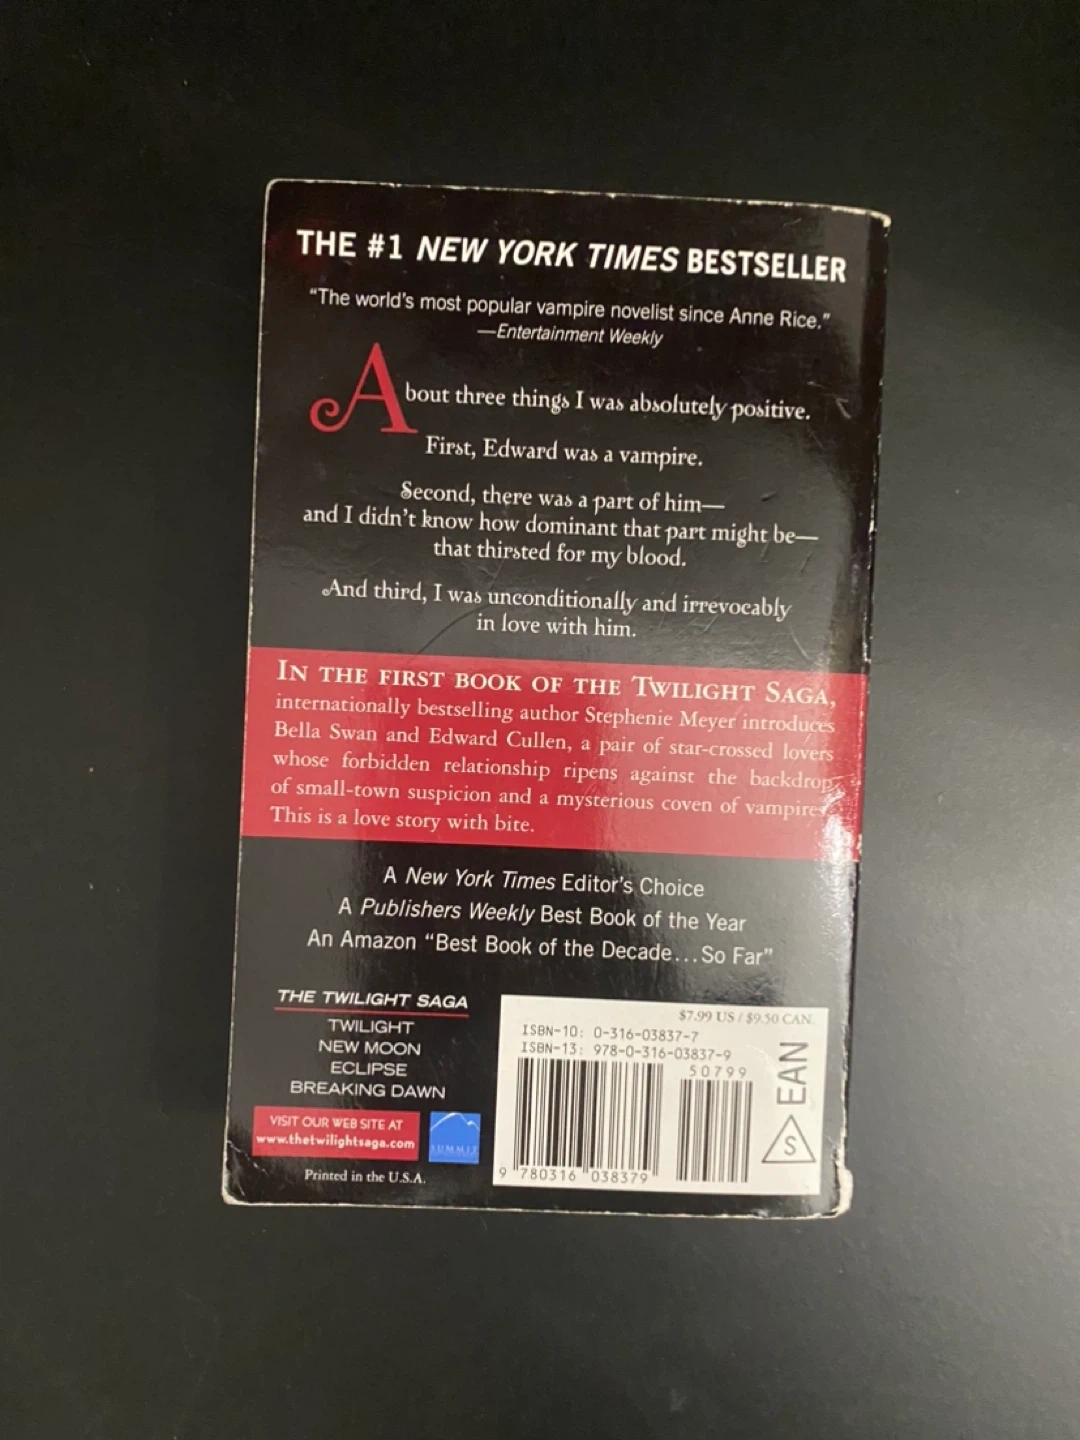 THE #1 NEW YORK TIMES BESTSELLER
“The world’s most popular vampire novelist since Anne Rice.”
—Entertainment Weekly
About three things I was absolutely positive.
First, Edward was a vampire.
Second, there was a part of him—
and I didn’t know how dominant that part might be—
that thirsted for my blood.
And third, I was unconditionally and irrevocably
in love with him.
IN THE FIRST BOOK OF THE TWILIGHT SAGA,
internationally bestselling author Stephenie Meyer introduces
Bella Swan and Edward Cullen, a pair of star-crossed lovers
whose forbidden relationship ripens against the backdrop
of small-town suspicion and a mysterious coven of vampires.
This is a love story with bite.
A New York Times Editor’s Choice
A Publishers Weekly Best Book of the Year
An Amazon “Best Book of the Decade...So Far”
THE TWILIGHT SAGA
TWILIGHT
NEW MOON
ECLIPSE
BREAKING DAWN
VISIT OUR WEB SITE AT
www.thetwilightsaga.com
SUMMIT
Printed in the U.S.A.
$7.99 US / $9.50 CAN.
ISBN-10: 0-316-03837-7
ISBN-13: 978-0-316-03837-9
50799
EAN
S
9 780316 038379